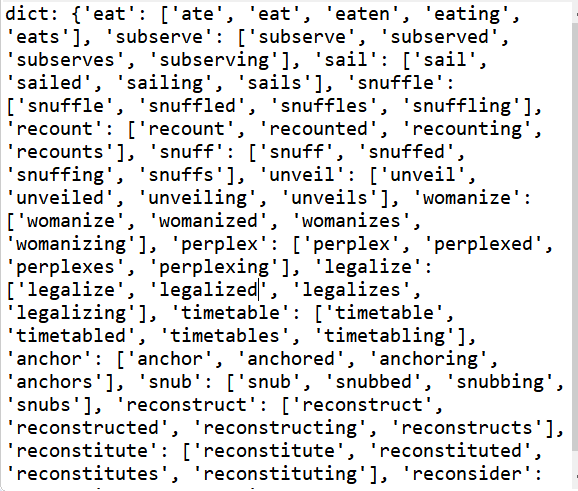 dict: {'eat': ['ate', 'eat', 'eaten', 'eating',
'eats'], 'subserve': ['subserve', 'subserved',
'subserves', 'subserving'], 'sail': ['sail',
'sailed', 'sailing', 'sails'], 'snuffle':
['snuffle', 'snuffled', 'snuffles', 'snuffling'],
'recount': ['recount', 'recounted', 'recounting',
'recounts'], 'snuff': ['snuff', 'snuffed',
'snuffing', 'snuffs'], 'unveil': ['unveil',
'unveiled', 'unveiling', 'unveils'], 'womanize':
['womanize', 'womanized', 'womanizes',
'womanizing'], 'perplex': ['perplex', 'perplexed',
'perplexes', 'perplexing'], 'legalize':
['legalize', 'legalized', 'legalizes',
'legalizing'], 'timetable': ['timetable',
'timetabled', 'timetables', 'timetabling'],
'anchor': ['anchor', 'anchored', 'anchoring',
'anchors'], 'snub': ['snub', 'snubbed', 'snubbing',
'snubs'], 'reconstruct': ['reconstruct',
'reconstructed', 'reconstructing', 'reconstructs'],
'reconstitute': ['reconstitute', 'reconstituted',
'reconstitutes', 'reconstituting'], 'reconsider':